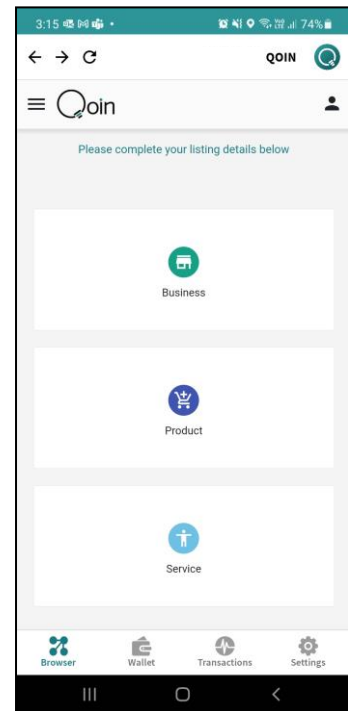 3:15
74%
QOIN
Qoin
Please complete your listing details below
Business
Product
Service
Browser
Wallet
Transactions
Settings